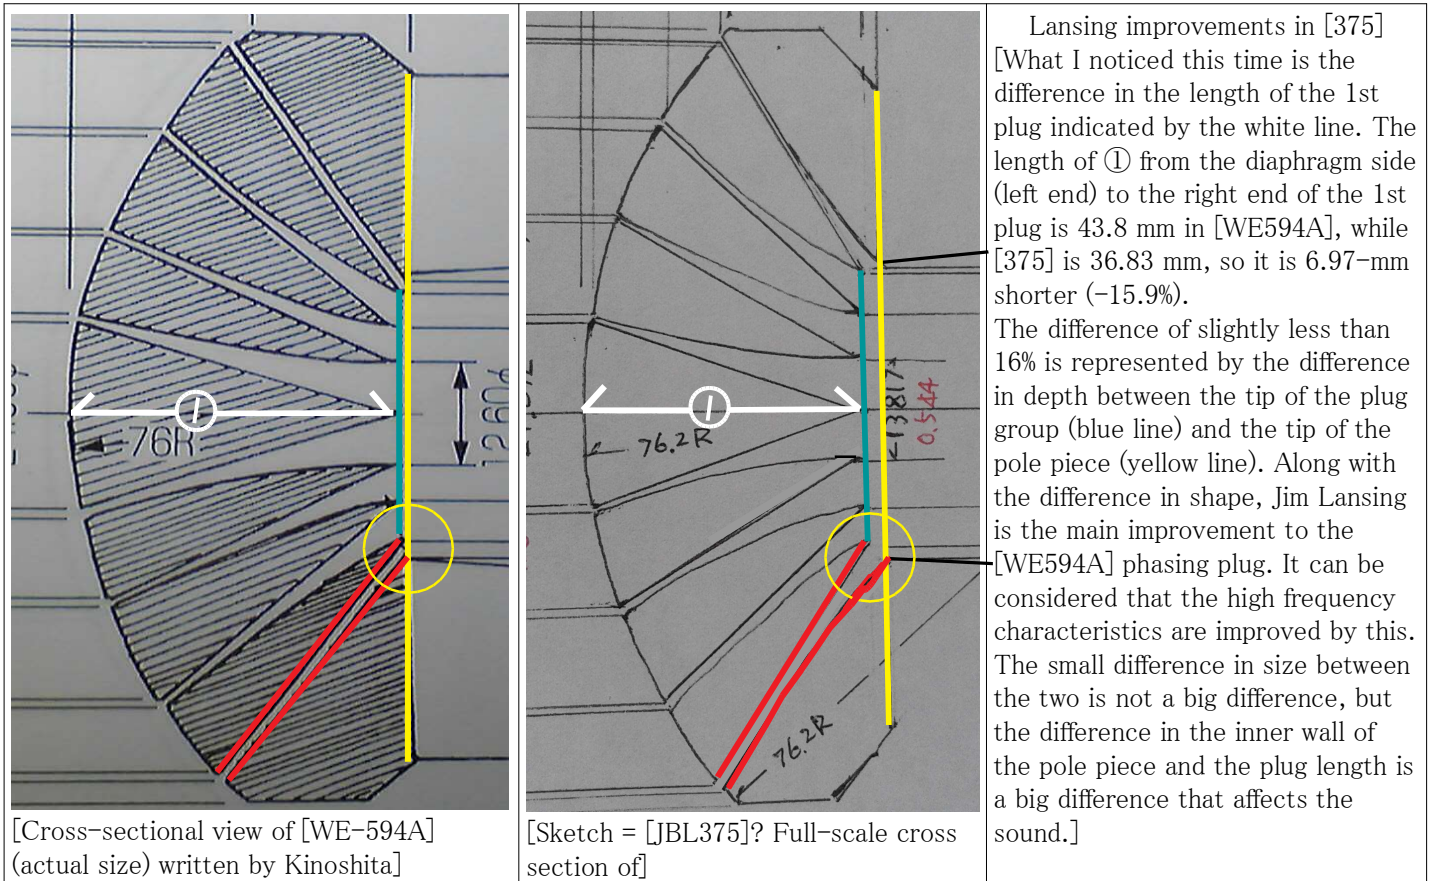 ①
76R
1260φ
[Cross-sectional view of [WE-594A]
(actual size) written by Kinoshita]
①
76.2R
13817
0.544
76.2R
[Sketch = [JBL375]? Full-scale cross
section of]
Lansing improvements in [375]
[What I noticed this time is the
difference in the length of the 1st
plug indicated by the white line. The
length of ① from the diaphragm side
(left end) to the right end of the 1st
plug is 43.8 mm in [WE594A], while
[375] is 36.83 mm, so it is 6.97-mm
shorter (-15.9%).
The difference of slightly less than
16% is represented by the difference
in depth between the tip of the plug
group (blue line) and the tip of the
pole piece (yellow line). Along with
the difference in shape, Jim Lansing
is the main improvement to the
[WE594A] phasing plug. It can be
considered that the high frequency
characteristics are improved by this.
The small difference in size between
the two is not a big difference, but
the difference in the inner wall of
the pole piece and the plug length is
a big difference that affects the
sound.]